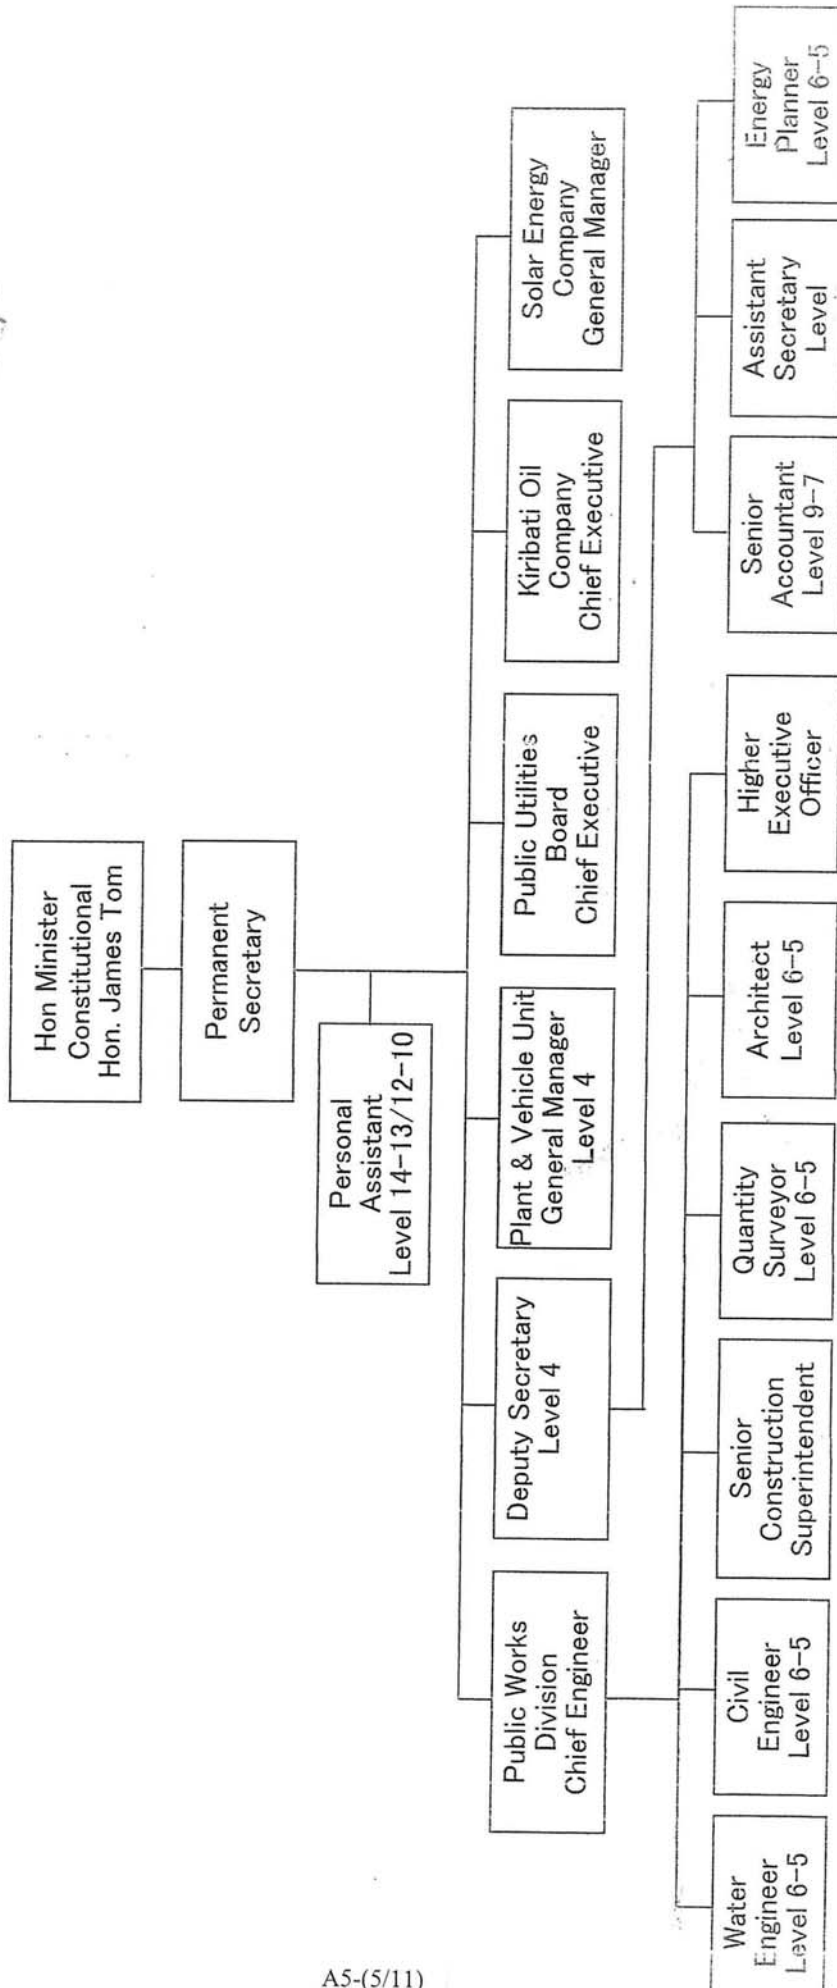 Hon Minister
Constitutional
Hon. James Tom
Permanent
Secretary
Personal
Assistant
Level 14-13/12-10
Public Works
Division
Chief Engineer
Deputy Secretary
Level 4
Plant & Vehicle Unit
General Manager
Level 4
Public Utilities
Board
Chief Executive
Kiribati Oil
Company
Chief Executive
Solar Energy
Company
General Manager
Water
Engineer
Level 6-5
Civil
Engineer
Level 6-5
Senior
Construction
Superintendent
Quantity
Surveyor
Level 6-5
Architect
Level 6-5
Higher
Executive
Officer
Senior
Accountant
Level 9-7
Assistant
Secretary
Level
Energy
Planner
Level 6-5
A5-(5/11)